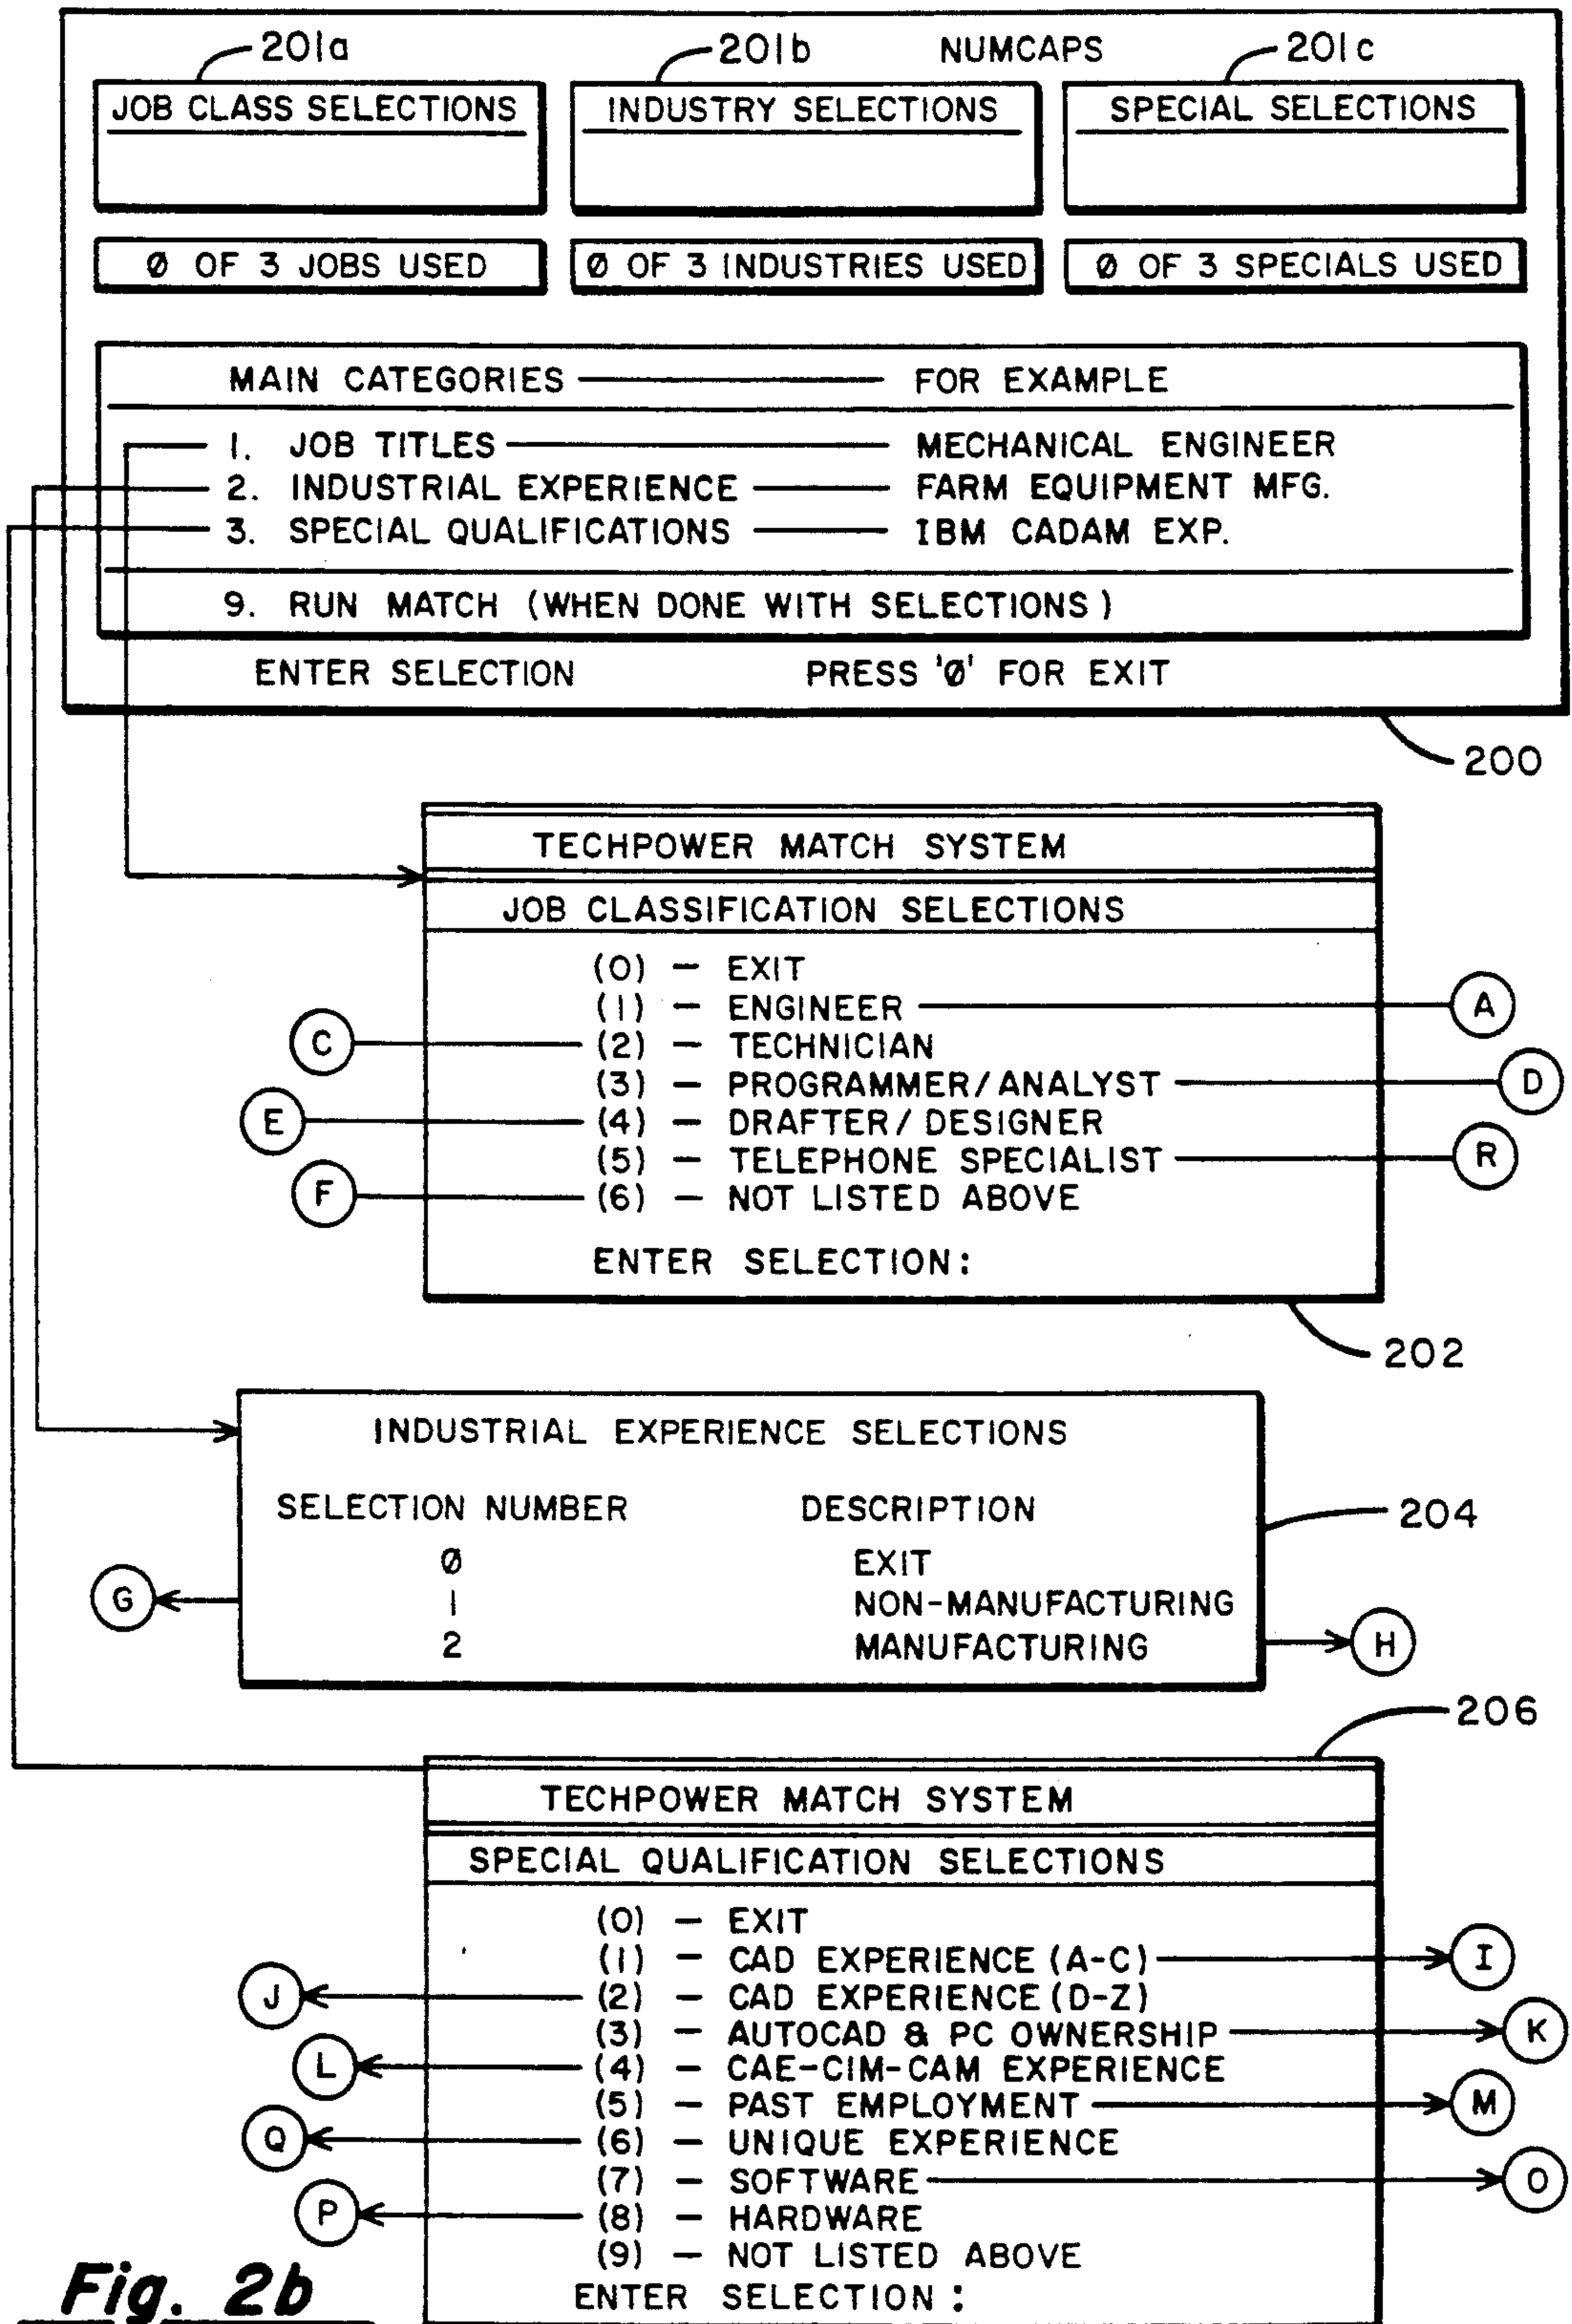 201a 201b NUMCAPS 201c
JOB CLASS SELECTIONS INDUSTRY SELECTIONS SPECIAL SELECTIONS
Ø OF 3 JOBS USED Ø OF 3 INDUSTRIES USED Ø OF 3 SPECIALS USED
MAIN CATEGORIES FOR EXAMPLE
1. JOB TITLES MECHANICAL ENGINEER
2. INDUSTRIAL EXPERIENCE FARM EQUIPMENT MFG.
3. SPECIAL QUALIFICATIONS IBM CADAM EXP.
9. RUN MATCH (WHEN DONE WITH SELECTIONS)
ENTER SELECTION PRESS 'Ø' FOR EXIT
200
TECHPOWER MATCH SYSTEM
JOB CLASSIFICATION SELECTIONS
(0) — EXIT
(1) — ENGINEER A
C (2) — TECHNICIAN
(3) — PROGRAMMER/ANALYST D
E (4) — DRAFTER/DESIGNER
(5) — TELEPHONE SPECIALIST R
F (6) — NOT LISTED ABOVE
ENTER SELECTION:
202
INDUSTRIAL EXPERIENCE SELECTIONS
SELECTION NUMBER DESCRIPTION 204
Ø EXIT
G 1 NON-MANUFACTURING
2 MANUFACTURING H
206
TECHPOWER MATCH SYSTEM
SPECIAL QUALIFICATION SELECTIONS
(0) — EXIT
(1) — CAD EXPERIENCE (A-C) I
J (2) — CAD EXPERIENCE (D-Z)
(3) — AUTOCAD & PC OWNERSHIP K
L (4) — CAE-CIM-CAM EXPERIENCE
(5) — PAST EMPLOYMENT M
Q (6) — UNIQUE EXPERIENCE
(7) — SOFTWARE O
P (8) — HARDWARE
(9) — NOT LISTED ABOVE
ENTER SELECTION:
Fig. 2b